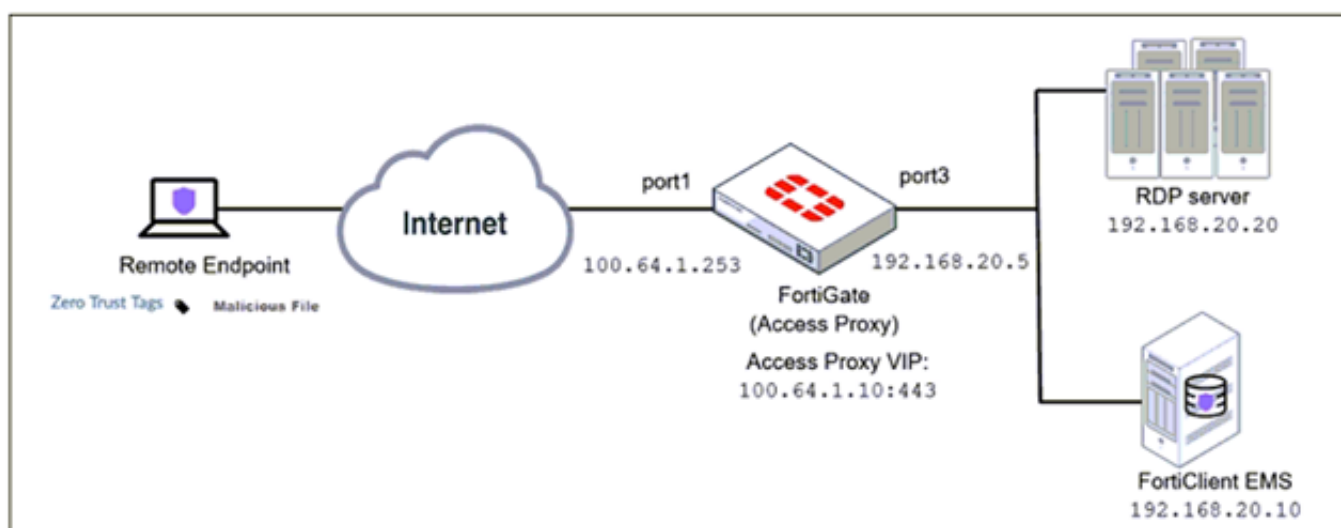 RDP server
192.168.20.20
port1
port3
Internet
Remote Endpoint
100.64.1.253
192.168.20.5
Zero Trust Tags Malicious File
FortiGate
(Access Proxy)
Access Proxy VIP:
100.64.1.10:443
FortiClient EMS
192.168.20.10